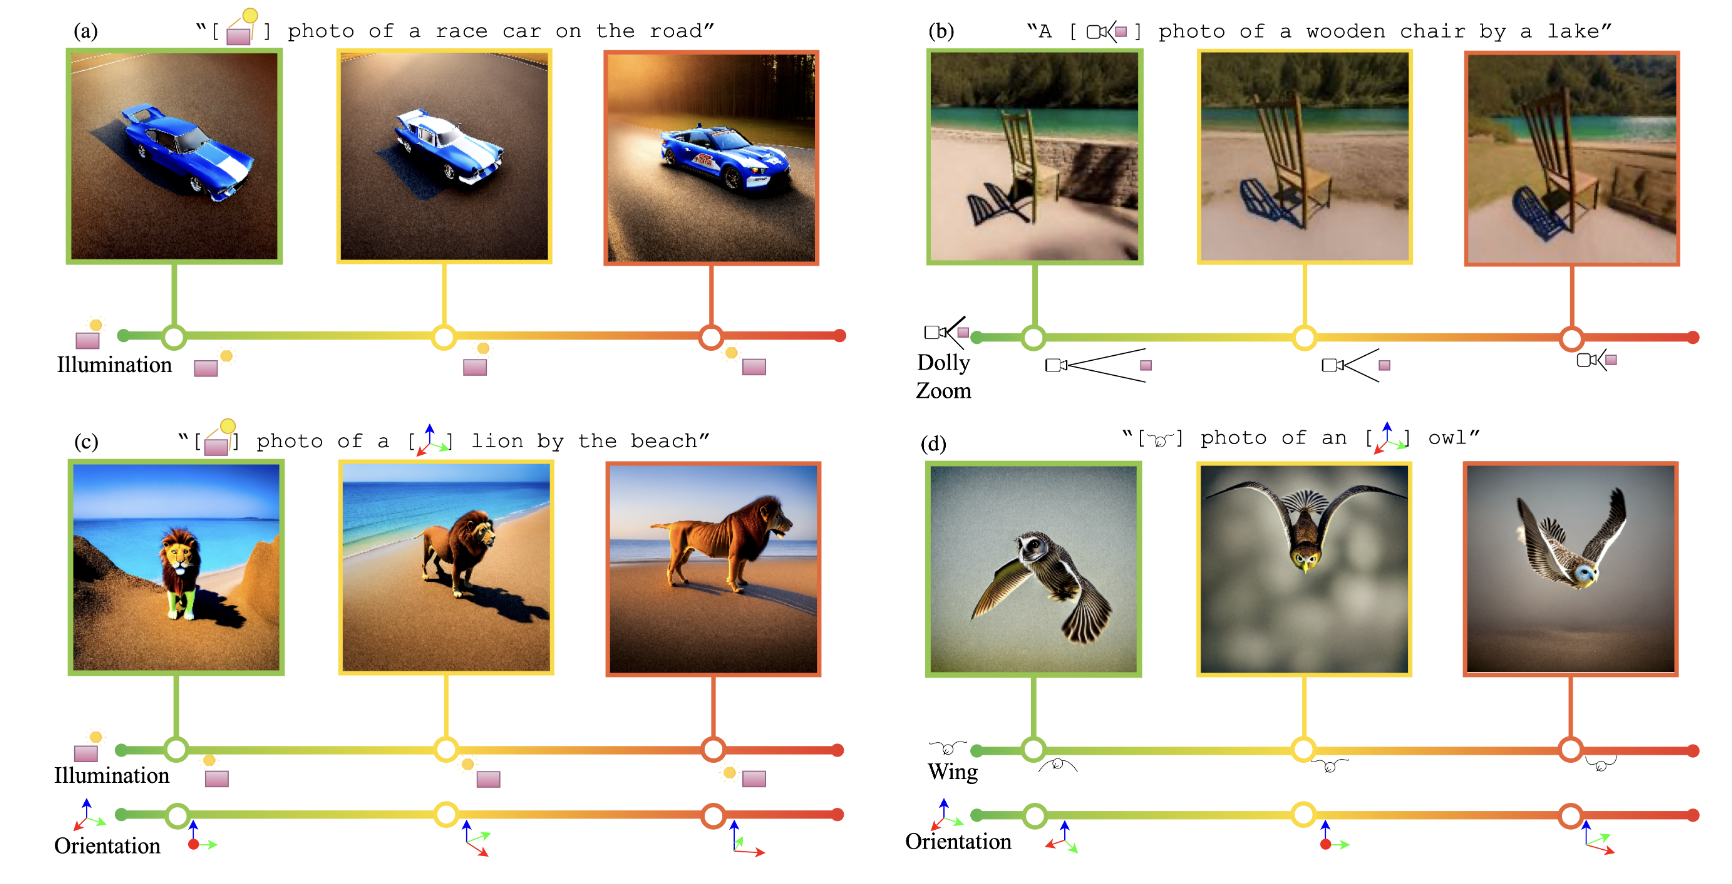 (a) “[ ] photo of a race car on the road”
Illumination
(b) “A [ ] photo of a wooden chair by a lake”
Dolly
Zoom
(c) “[ ] photo of a [ ] lion by the beach”
Illumination
Orientation
(d) “[ ] photo of an [ ] owl”
Wing
Orientation